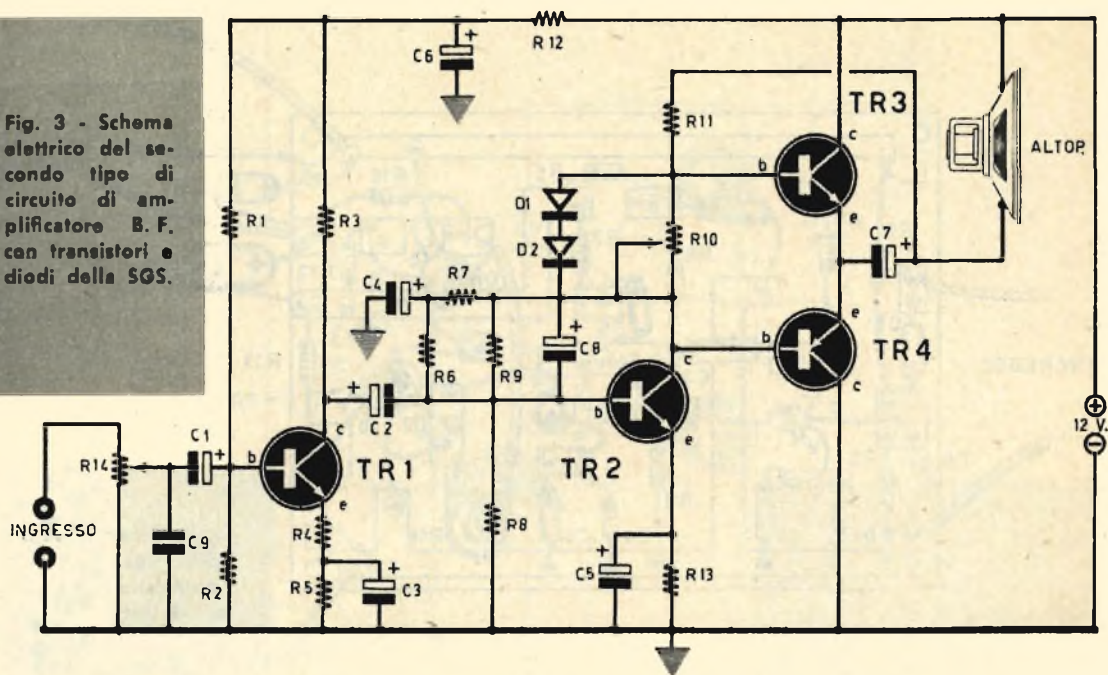 Fig. 3 - Schema
elettrico del se-
condo tipo di
circuito di am-
plificatore B. F.
con transistori e
diodi della SGS.
R 12
C6 +
TR3
R11
c
b
e
ALTOP.
R1
R3
D1
D2
R10
C7 +
C4 +
R7
C8
R6
R9
b
e
c
TR4
+ C2
c
b
e
TR2
12 V.
C1 +
R14
b
c
e
TR1
INGRESSO
C9
R2
R4
R5
+
C3
R8
C5 +
R13